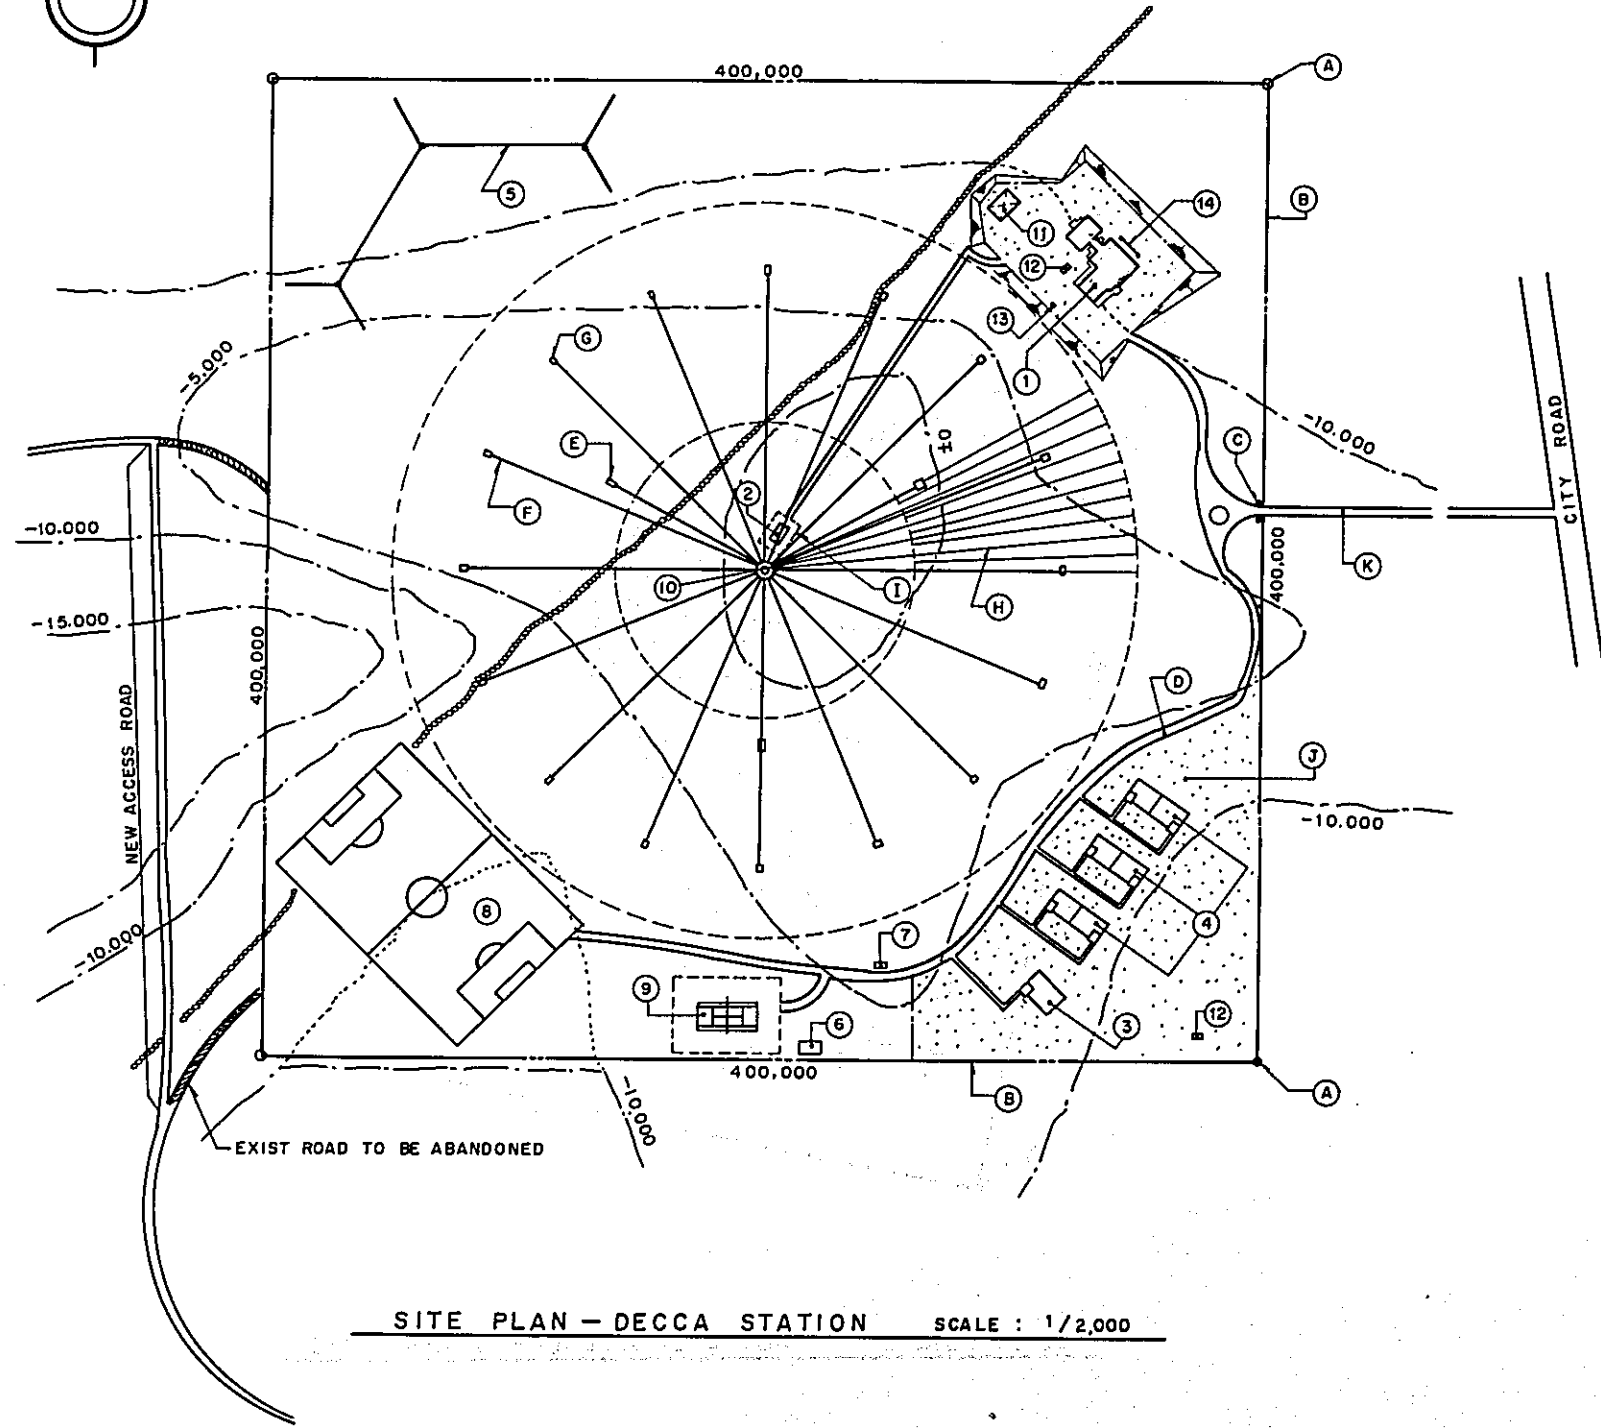 400,000
A
5
B
14
11
12
13
1
G
-5.000
E
2
F
±0
C
-10.000
CITY ROAD
K
-10.000
10
I
H
400,000
-15.000
400,000
NEW ACCESS ROAD
D
J
-10.000
8
7
4
-10.000
9
6
3
12
400,000
B
A
-10.000
EXIST ROAD TO BE ABANDONED
SITE PLAN — DECCA STATION SCALE : 1/2,000